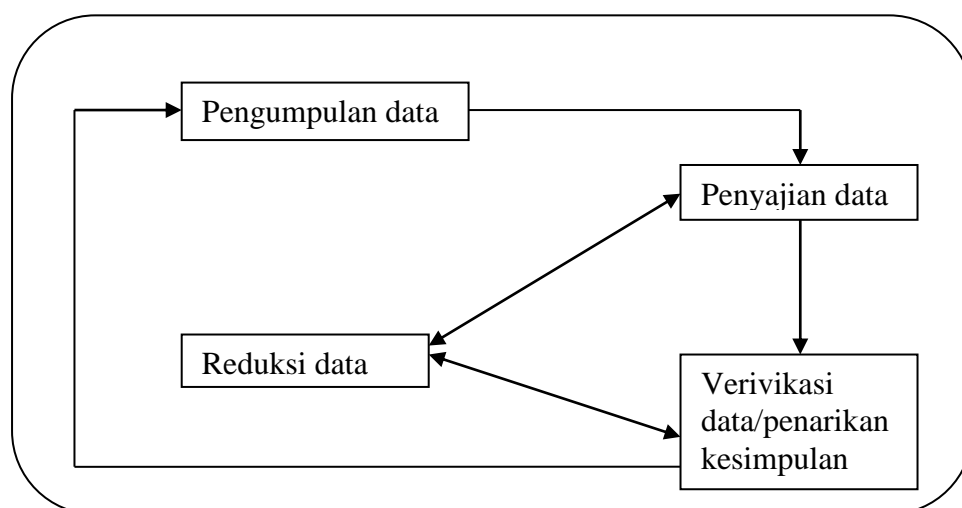 Pengumpulan data
Penyajian data
Reduksi data
Verivikasi
data/penarikan
kesimpulan